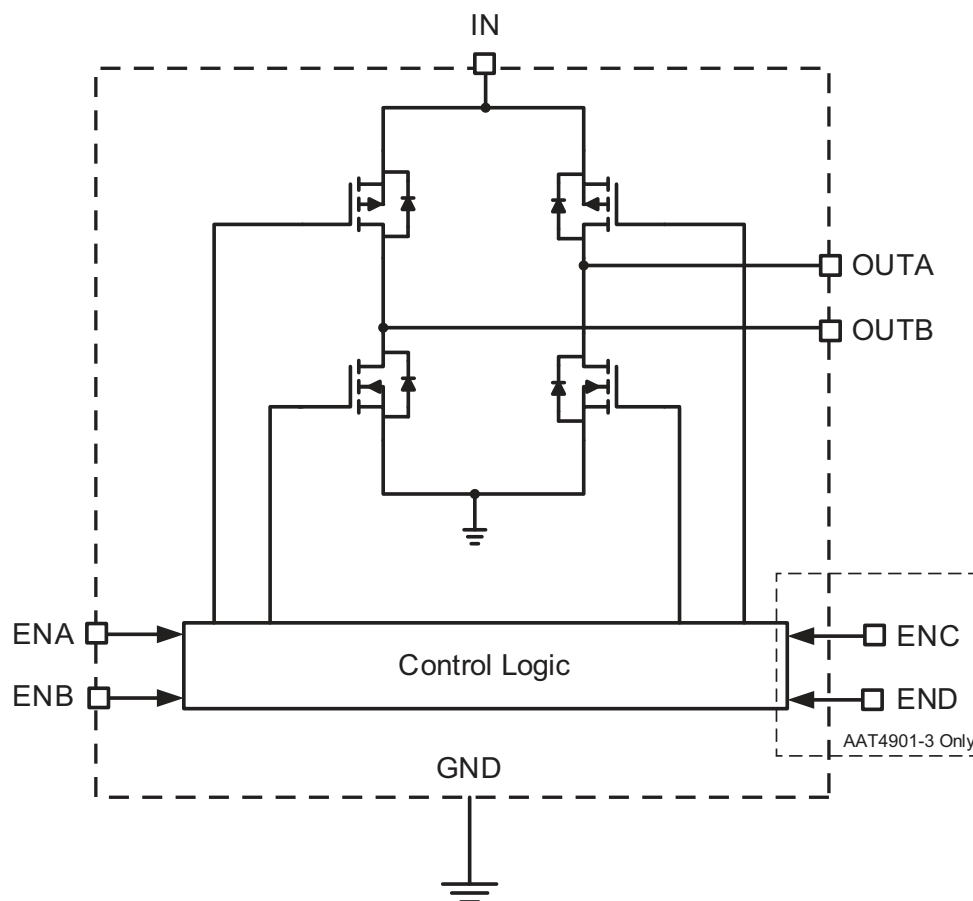 IN
OUTA
OUTB
ENA
ENC
Control Logic
ENB
END
AAT4901-3 Only
GND